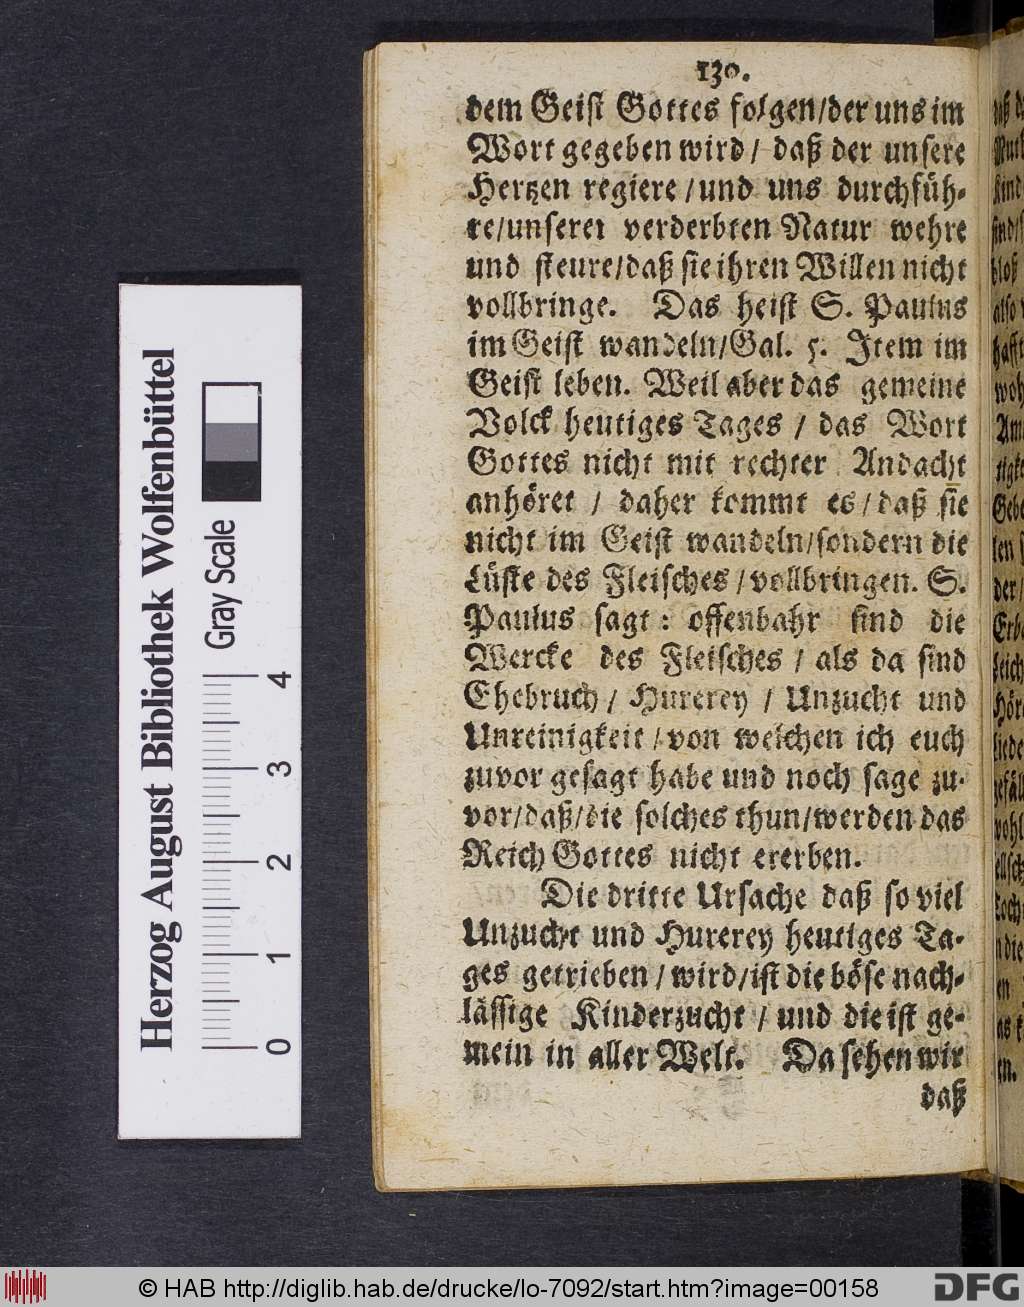 130.
dem Geist Gottes folgen/der uns im
Wort gegeben wird/ daß der unsere
Hertzen regiere /und uns durchfüh-
re/unserer verderbten Natur wehre
und steure/daß sie ihren Willen nicht
vollbringe. Das heist S. Paulus
im Geist wandeln/Gal. 5. Item im
Geist leben. Weil aber das gemeine
Volck heutiges Tages / das Wort
Gottes nicht mit rechter Andacht
anhöret / daher kommt es/daß sie
nicht im Geist wandeln/sondern die
Lüste des Fleisches/vollbringen. S.
Paulus sagt: offenbahr sind die
Wercke des Fleisches / als da sind
Ehebruch / Hurerey / Unzucht und
Unreinigkeit/von welchen ich euch
zuvor gesagt habe und noch sage zu-
vor/daß/die solches thun/werden das
Reich Gottes nicht ererben.
Die dritte Ursache daß so viel
Unzucht und Hurerey heutiges Ta-
ges getrieben/wird/ist die böse nach-
lässige Kinderzucht / und die ist ge-
mein in aller Welt. Da sehen wir
daß
Herzog August Bibliothek Wolfenbüttel
Gray Scale
0 1 2 3 4
© HAB http://diglib.hab.de/drucke/lo-7092/start.htm?image=00158
DFG